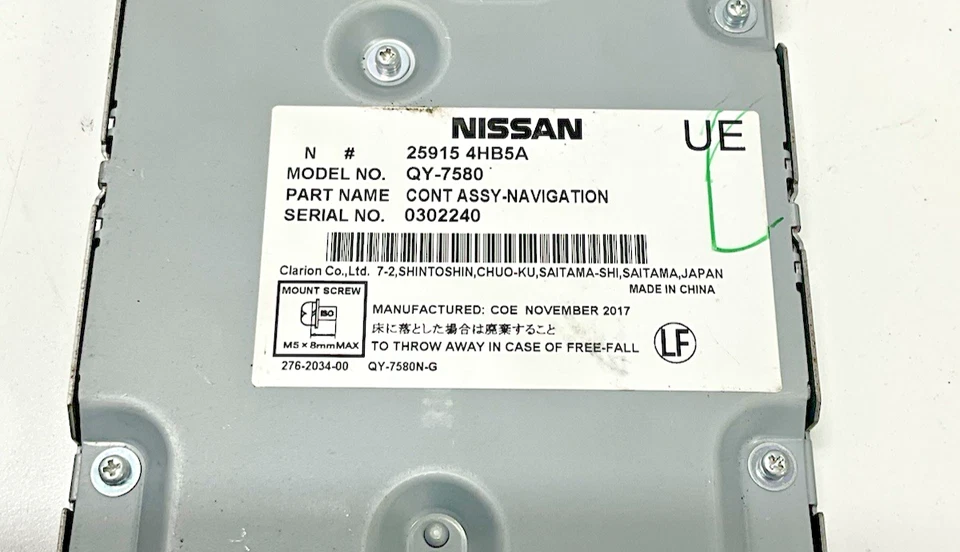 NISSAN
UE
N # 25915 4HB5A
MODEL NO. QY-7580
PART NAME CONT ASSY-NAVIGATION
SERIAL NO. 0302240
Clarion Co.,Ltd. 7-2,SHINTOSHIN,CHUO-KU,SAITAMA-SHI,SAITAMA,JAPAN
MADE IN CHINA
MOUNT SCREW
ISO
M5×8mmMAX
MANUFACTURED: COE NOVEMBER 2017
床に落とした場合は廃棄すること
TO THROW AWAY IN CASE OF FREE-FALL
LF
276-2034-00 QY-7580N-G